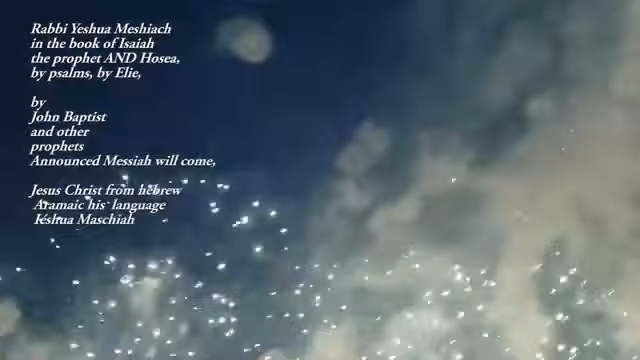 Rabbi Yeshua Meshiach
in the book of Isaiah
the prophet AND Hosea,
by psalms, by Elie,
by
John Baptist
and other
prophets
Announced Messiah will come,
Jesus Christ from hebrew
Aramaic his language
Ieshua Maschiah